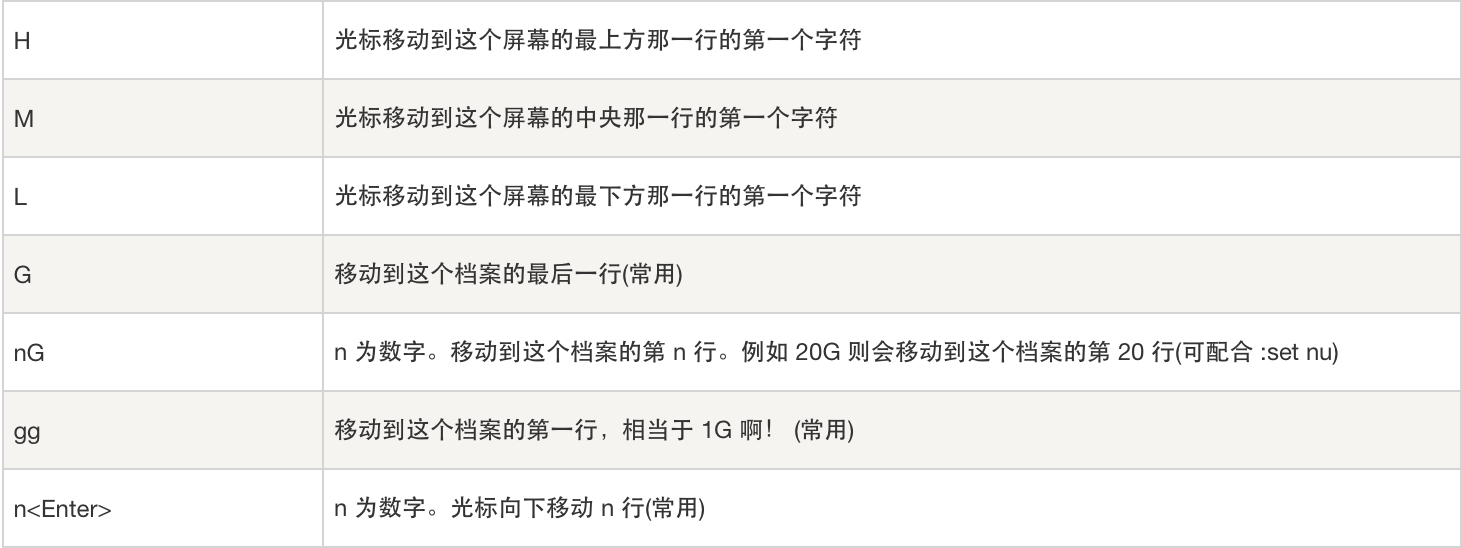 H 光标移动到这个屏幕的最上方那一行的第一个字符
M 光标移动到这个屏幕的中央那一行的第一个字符
L 光标移动到这个屏幕的最下方那一行的第一个字符
G 移动到这个档案的最后一行(常用)
nG n 为数字。移动到这个档案的第 n 行。例如 20G 则会移动到这个档案的第 20 行(可配合 :set nu)
gg 移动到这个档案的第一行，相当于 1G 啊！ (常用)
n<Enter> n 为数字。光标向下移动 n 行(常用)